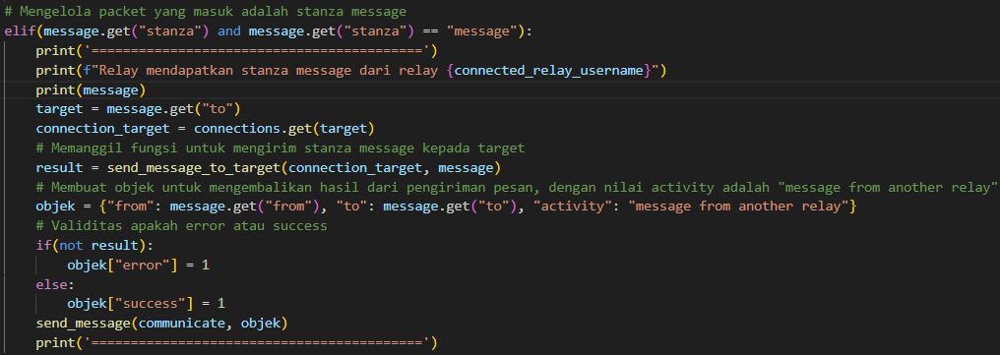 # Mengelola packet yang masuk adalah stanza message
elif(message.get("stanza") and message.get("stanza") == "message"):
    print('==========================================')
    print(f"Relay mendapatkan stanza message dari relay {connected_relay_username}")
    print(message)
    target = message.get("to")
    connection_target = connections.get(target)
    # Memanggil fungsi untuk mengirim stanza message kepada target
    result = send_message_to_target(connection_target, message)
    # Membuat objek untuk mengembalikan hasil dari pengiriman pesan, dengan nilai activity adalah "message from another relay"
    objek = {"from": message.get("from"), "to": message.get("to"), "activity": "message from another relay"}
    # Validitas apakah error atau success
    if(not result):
        objek["error"] = 1
    else:
        objek["success"] = 1
    send_message(communicate, objek)
    print('==========================================')